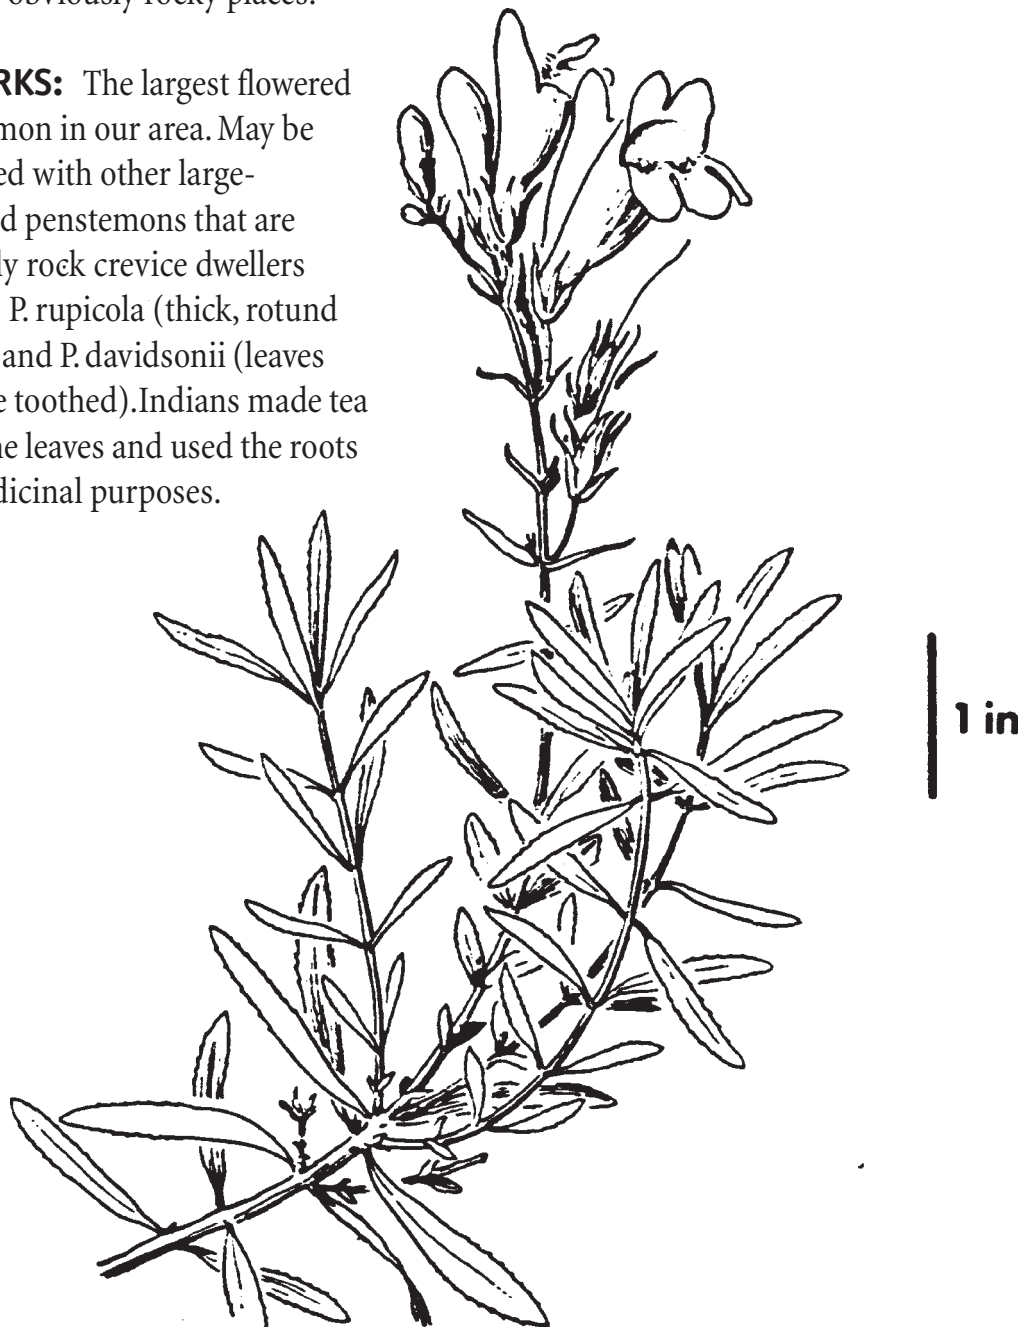 obviously rocky places.
RKS: The largest flowered
mon in our area. May be
ed with other large-
d penstemons that are
ly rock crevice dwellers
P. rupicola (thick, rotund
and P. davidsonii (leaves
e toothed).Indians made tea
he leaves and used the roots
dicinal purposes.
1 in